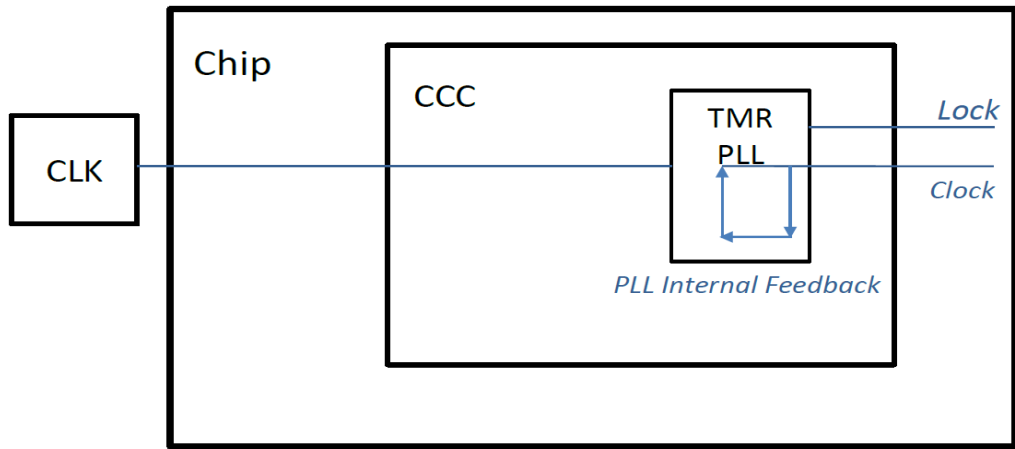 Chip
CCC
CLK
TMR
PLL
Lock
Clock
PLL Internal Feedback